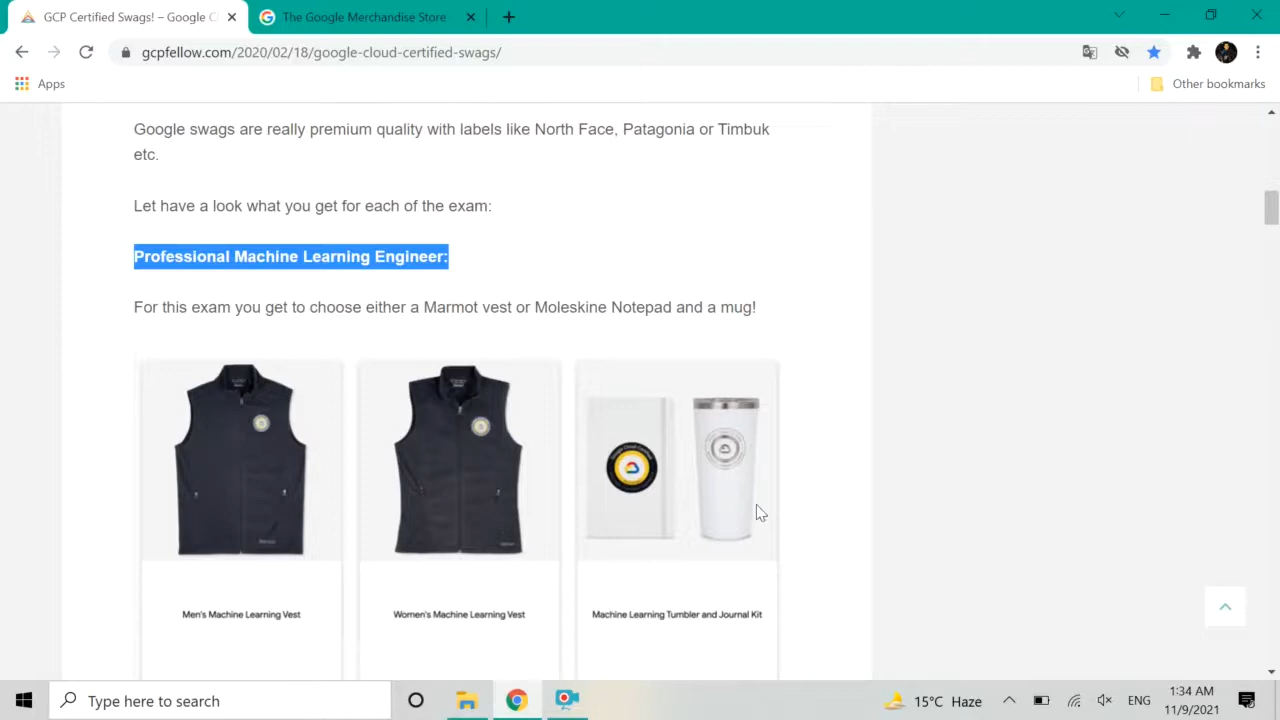 GCP Certified Swags! – Google C
The Google Merchandise Store
gcpfellow.com/2020/02/18/google-cloud-certified-swags/
Apps
Other bookmarks
Google swags are really premium quality with labels like North Face, Patagonia or Timbuk
etc.
Let have a look what you get for each of the exam:
Professional Machine Learning Engineer:
For this exam you get to choose either a Marmot vest or Moleskine Notepad and a mug!
Men's Machine Learning Vest
Women's Machine Learning Vest
Machine Learning Tumbler and Journal Kit
Type here to search
15°C Haze
ENG
1:34 AM
11/9/2021